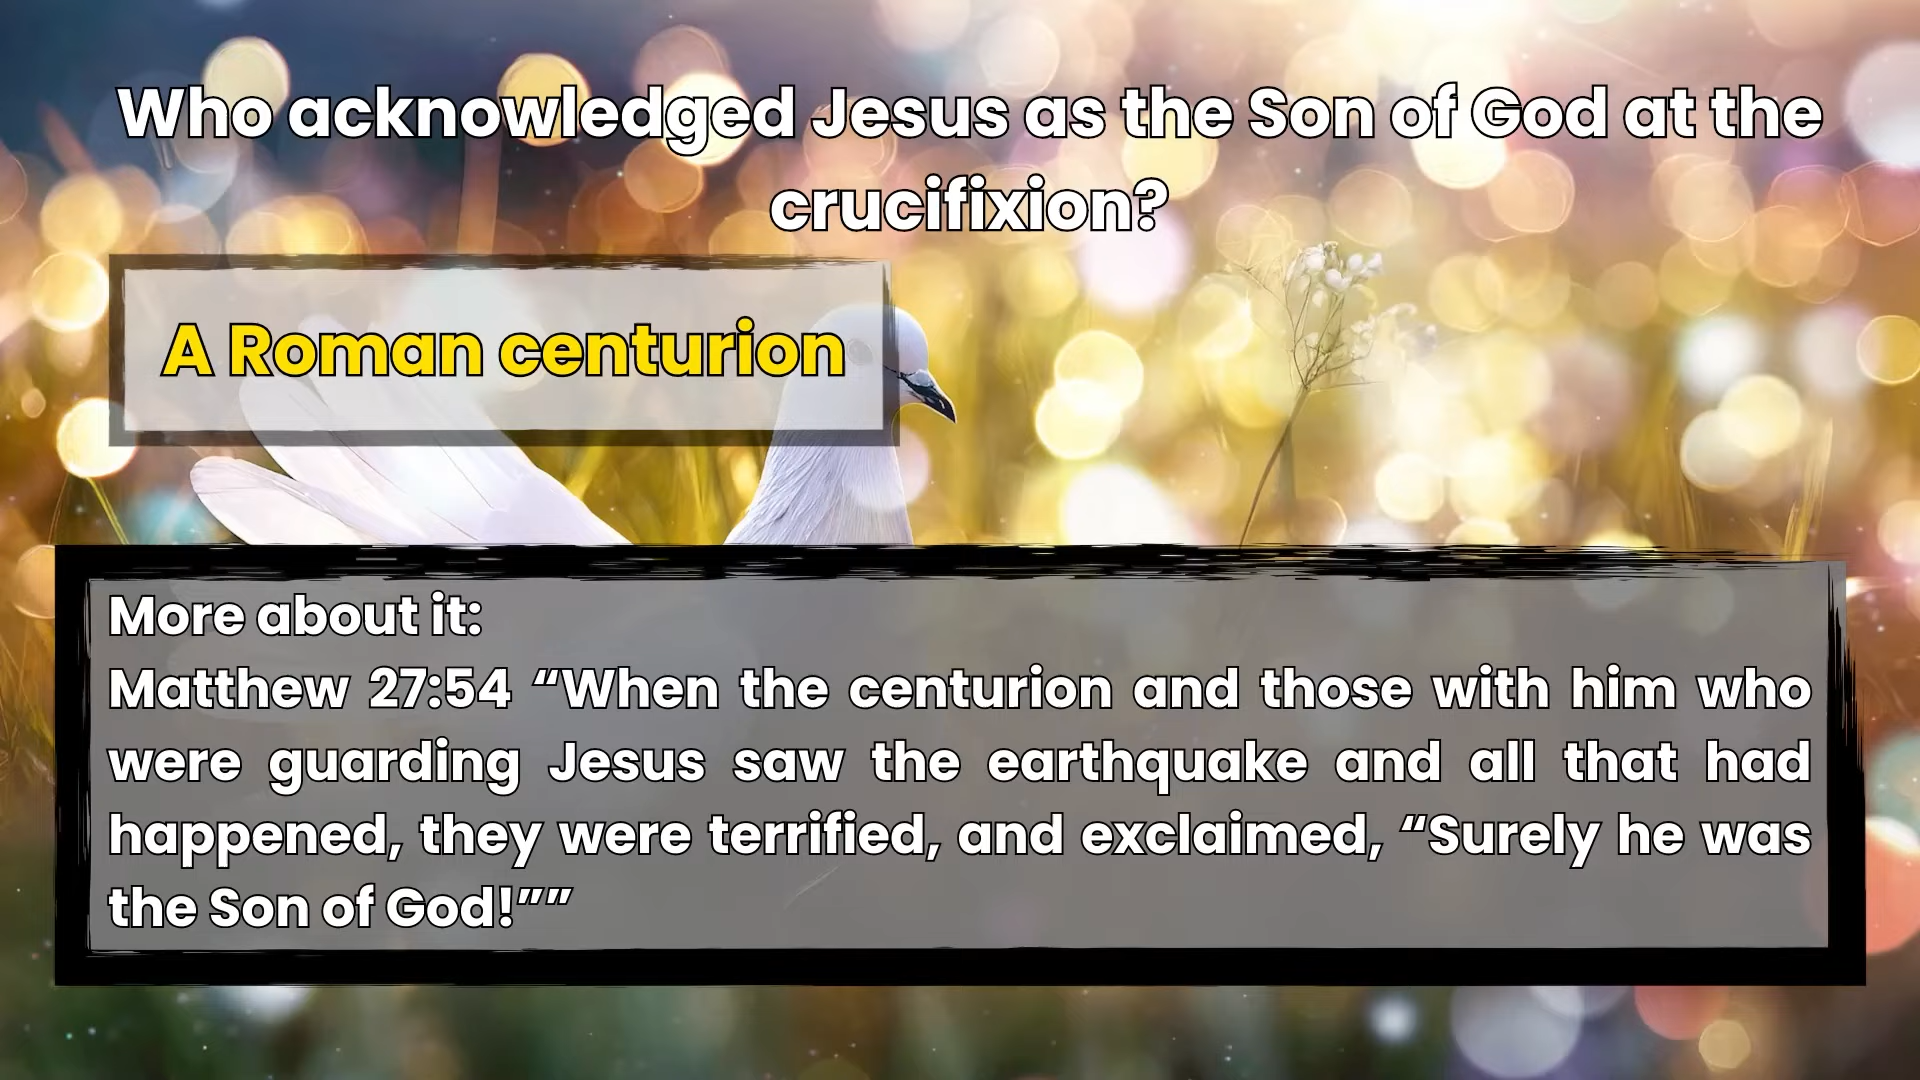 Who acknowledged Jesus as the Son of God at the
crucifixion?
A Roman centurion
More about it:
Matthew 27:54 “When the centurion and those with him who
were guarding Jesus saw the earthquake and all that had
happened, they were terrified, and exclaimed, “Surely he was
the Son of God!””